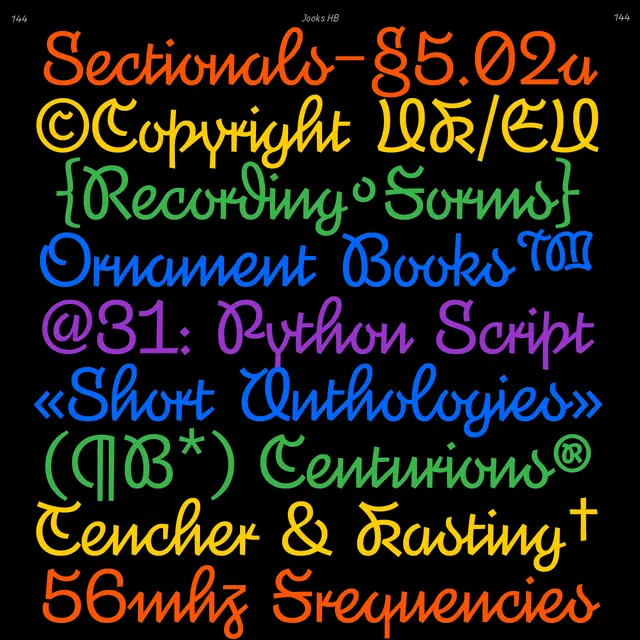 144 Jooks HB 144
Sectionals–§5.02a
©Copyright UK/EU
{Recording°Forms}
Ornament Books™
@31: Python Script
«Short Anthologies»
(¶B*) Centurions®
Tencher & Kasting†
56mhz Frequencies